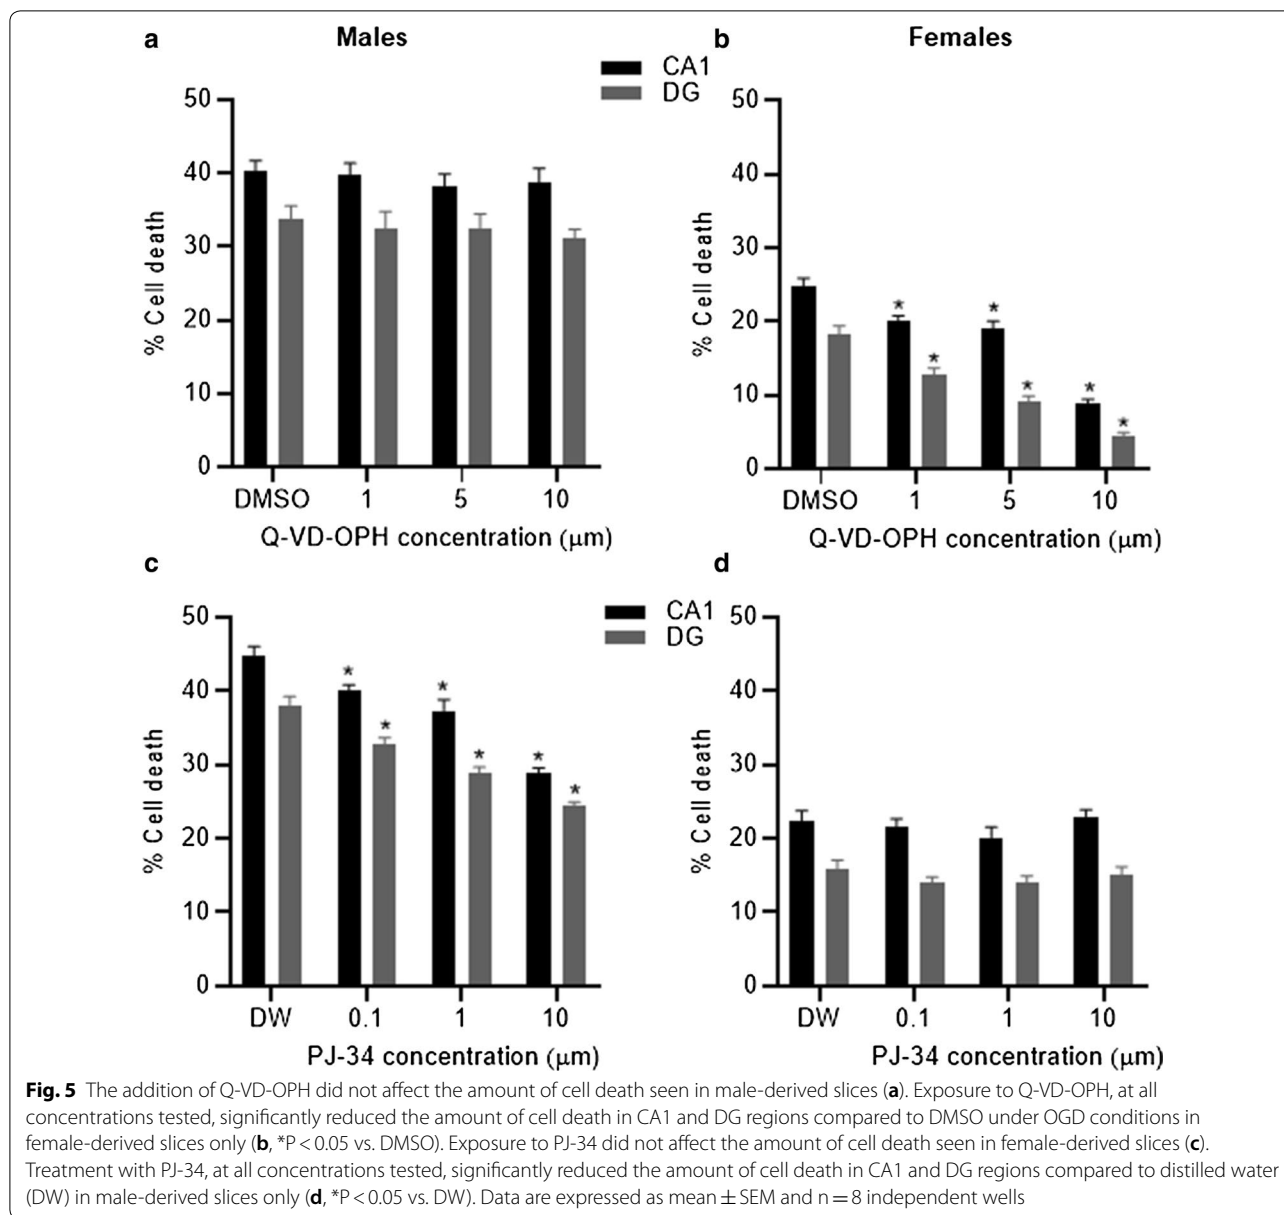 a Males
b Females
CA1
DG
50
40
30
20
10
0
% Cell death
DMSO 1 5 10
Q-VD-OPH concentration (μm)
50
40
30
20
10
0
% Cell death
* * * * * *
DMSO 1 5 10
Q-VD-OPH concentration (μm)
c
d
CA1
DG
50
40
30
20
10
0
% Cell death
* * * * * *
DW 0.1 1 10
PJ-34 concentration (μm)
50
40
30
20
10
0
% Cell death
DW 0.1 1 10
PJ-34 concentration (μm)
Fig. 5 The addition of Q-VD-OPH did not affect the amount of cell death seen in male-derived slices (a). Exposure to Q-VD-OPH, at all
concentrations tested, significantly reduced the amount of cell death in CA1 and DG regions compared to DMSO under OGD conditions in
female-derived slices only (b, *P < 0.05 vs. DMSO). Exposure to PJ-34 did not affect the amount of cell death seen in female-derived slices (c).
Treatment with PJ-34, at all concentrations tested, significantly reduced the amount of cell death in CA1 and DG regions compared to distilled water
(DW) in male-derived slices only (d, *P < 0.05 vs. DW). Data are expressed as mean ± SEM and n = 8 independent wells